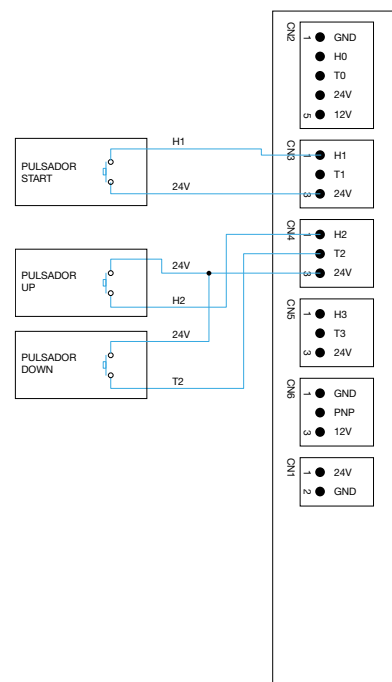 PULSADOR
START
H1
24V
PULSADOR
UP
24V
H2
PULSADOR
DOWN
24V
T2
CN2
1 GND
H0
T0
24V
5 12V
CN3
1 H1
T1
3 24V
CN4
1 H2
T2
3 24V
CN5
1 H3
T3
3 24V
CN6
1 GND
PNP
3 12V
CN1
1 24V
2 GND